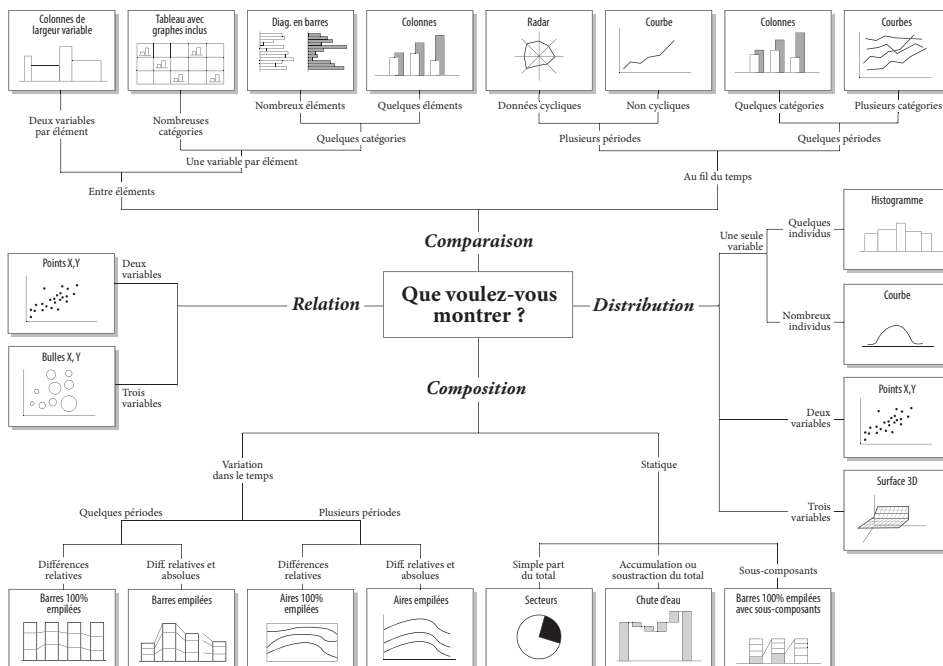 Colonnes de
largeur variable
Tableau avec
graphes inclus
Diag. en barres
Colonnes
Radar
Courbe
Colonnes
Courbes
Deux variables
par élément
Nombreuses
catégories
Nombreux éléments
Quelques éléments
Données cycliques
Non cycliques
Quelques catégories
Plusieurs catégories
Quelques catégories
Plusieurs périodes
Quelques périodes
Une variable par élément
Entre éléments
Au fil du temps
Comparaison
Que voulez-vous
montrer ?
Relation
Deux
variables
Points X,Y
Bulles X, Y
Trois
variables
Distribution
Une seule
variable
Quelques
individus
Histogramme
Nombreux
individus
Courbe
Deux
variables
Points X,Y
Trois
variables
Surface 3D
Composition
Variation
dans le temps
Statique
Quelques périodes
Plusieurs périodes
Différences
relatives
Diff. relatives et
absolues
Différences
relatives
Diff. relatives et
absolues
Simple part
du total
Accumulation ou
soustraction du total
Sous-composants
Barres 100%
empilées
Barres empilées
Aires 100%
empilées
Aires empilées
Secteurs
Chute d'eau
Barres 100% empilées
avec sous-composants